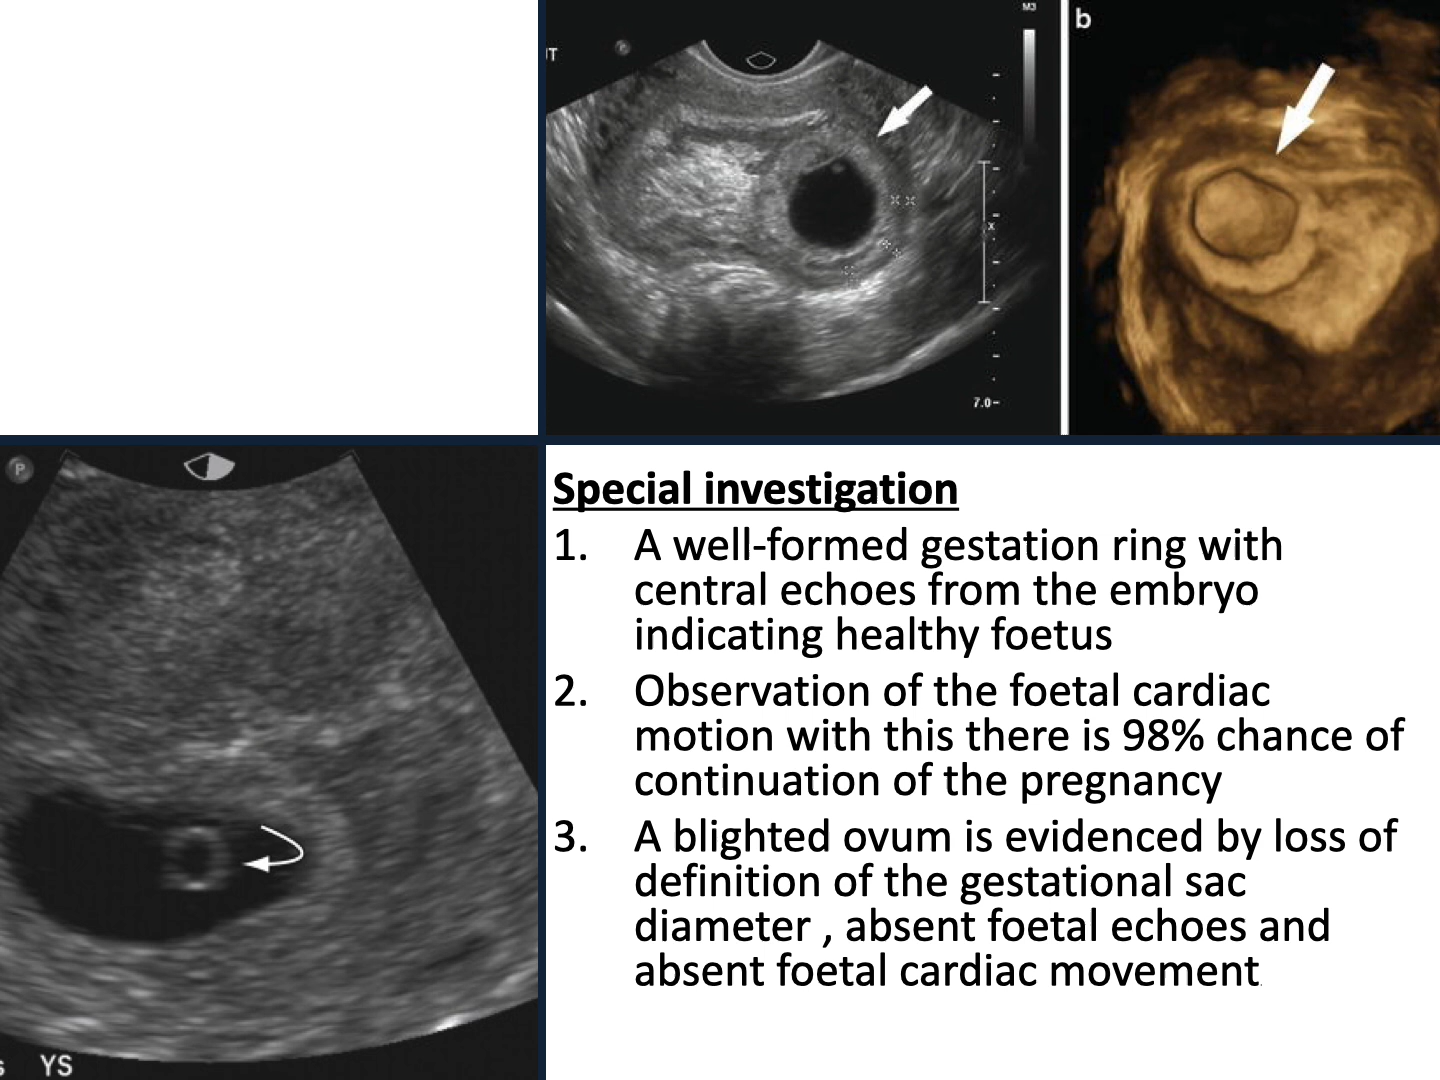 M3
b
P
7.0-
P
YS
Special investigation
1. A well-formed gestation ring with
central echoes from the embryo
indicating healthy foetus
2. Observation of the foetal cardiac
motion with this there is 98% chance of
continuation of the pregnancy
3. A blighted ovum is evidenced by loss of
definition of the gestational sac
diameter , absent foetal echoes and
absent foetal cardiac movement